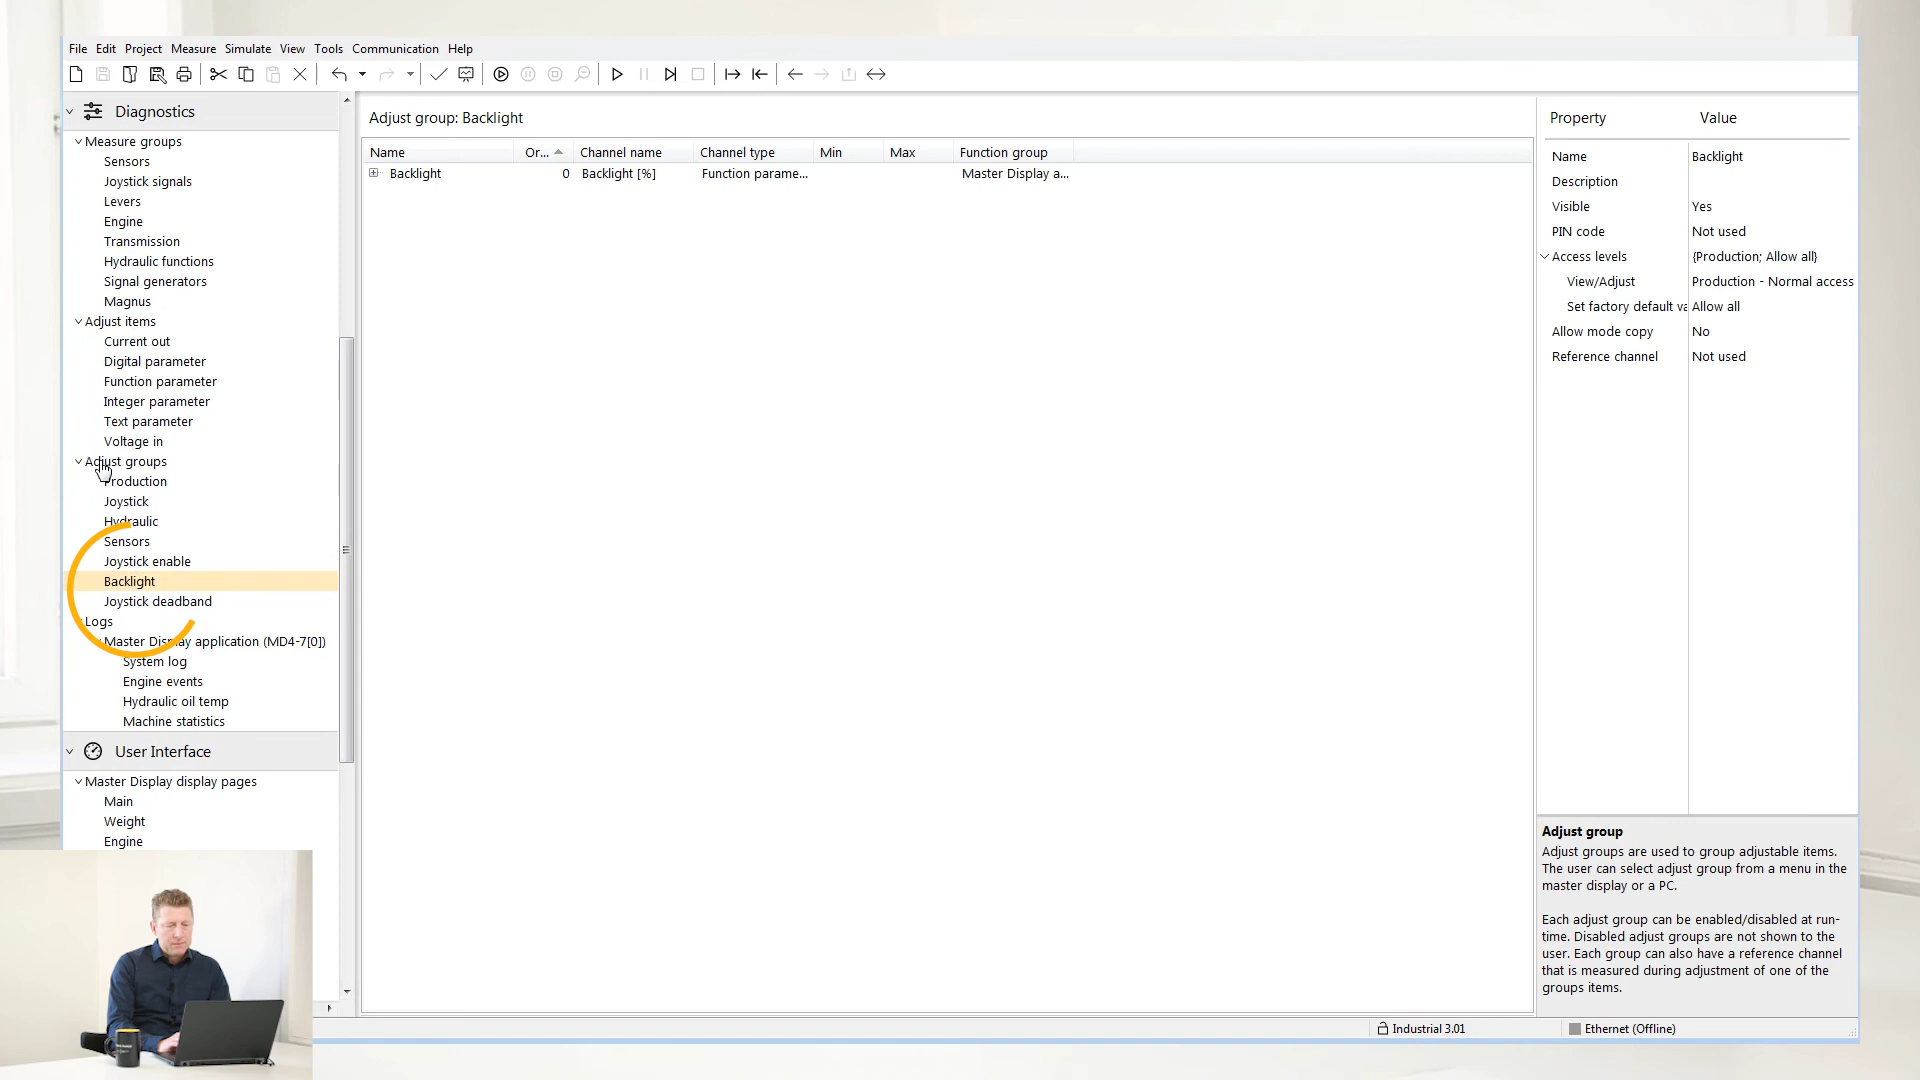 File Edit Project Measure Simulate View Tools Communication Help
Diagnostics
Measure groups
Sensors
Joystick signals
Levers
Engine
Transmission
Hydraulic functions
Signal generators
Magnus
Adjust items
Current out
Digital parameter
Function parameter
Integer parameter
Text parameter
Voltage in
Adjust groups
Production
Joystick
Hydraulic
Sensors
Joystick enable
Backlight
Joystick deadband
Logs
Master Display application (MD4-7[0])
System log
Engine events
Hydraulic oil temp
Machine statistics
User Interface
Master Display display pages
Main
Weight
Engine
Adjust group: Backlight
Name Or... Channel name Channel type Min Max Function group
Backlight 0 Backlight [%] Function parame... Master Display a...
Property Value
Name Backlight
Description
Visible Yes
PIN code Not used
Access levels {Production; Allow all}
View/Adjust Production - Normal access
Set factory default va Allow all
Allow mode copy No
Reference channel Not used
Adjust group
Adjust groups are used to group adjustable items.
The user can select adjust group from a menu in the
master display or a PC.
Each adjust group can be enabled/disabled at run-
time. Disabled adjust groups are not shown to the
user. Each group can also have a reference channel
that is measured during adjustment of one of the
groups items.
Industrial 3.01 Ethernet (Offline)